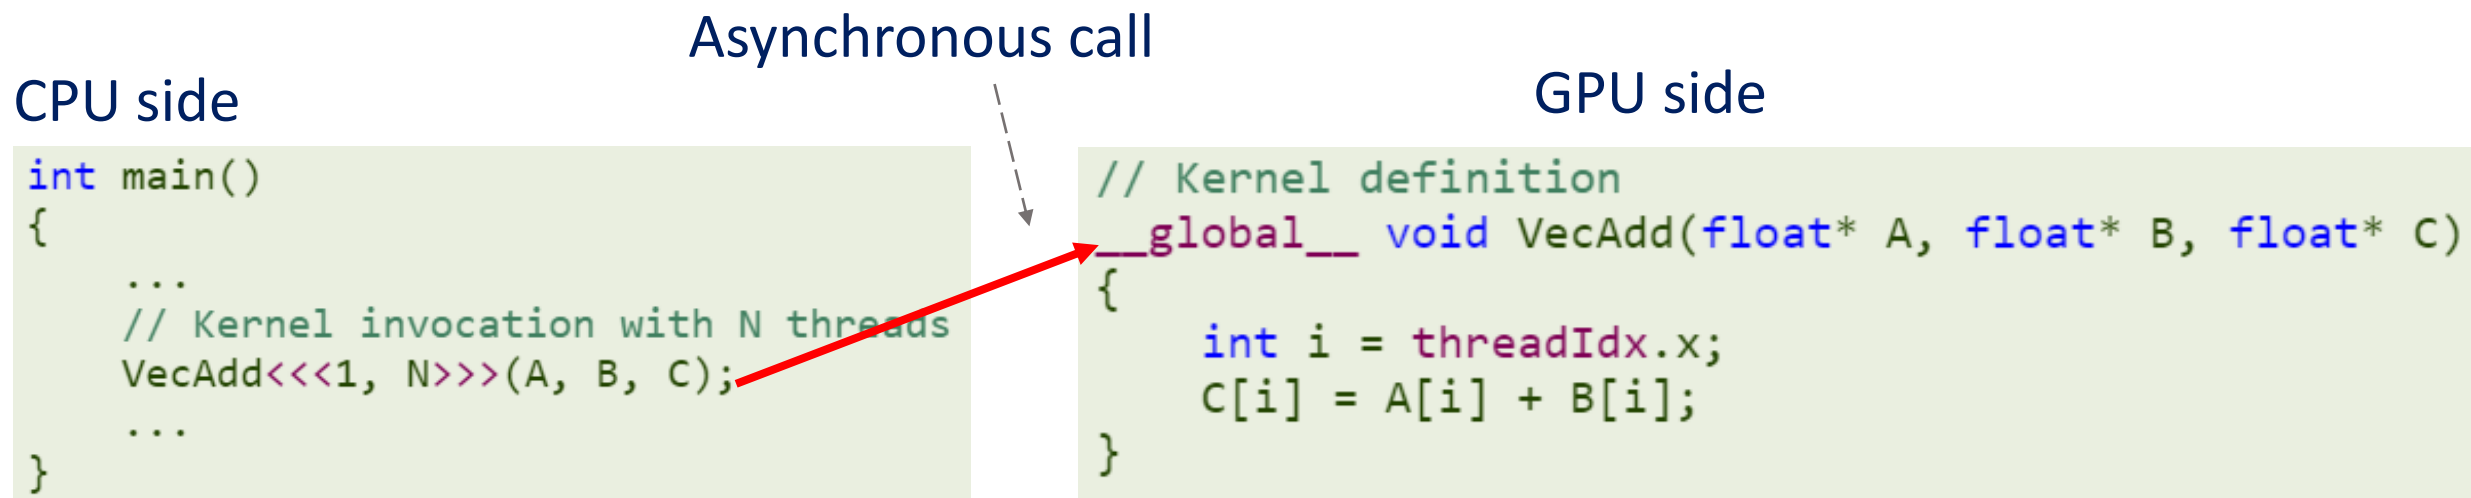 Asynchronous call
CPU side
int main()
{
    ...
    // Kernel invocation with N threads
    VecAdd<<<1, N>>>(A, B, C);
    ...
}
GPU side
// Kernel definition
__global__ void VecAdd(float* A, float* B, float* C)
{
    int i = threadIdx.x;
    C[i] = A[i] + B[i];
}